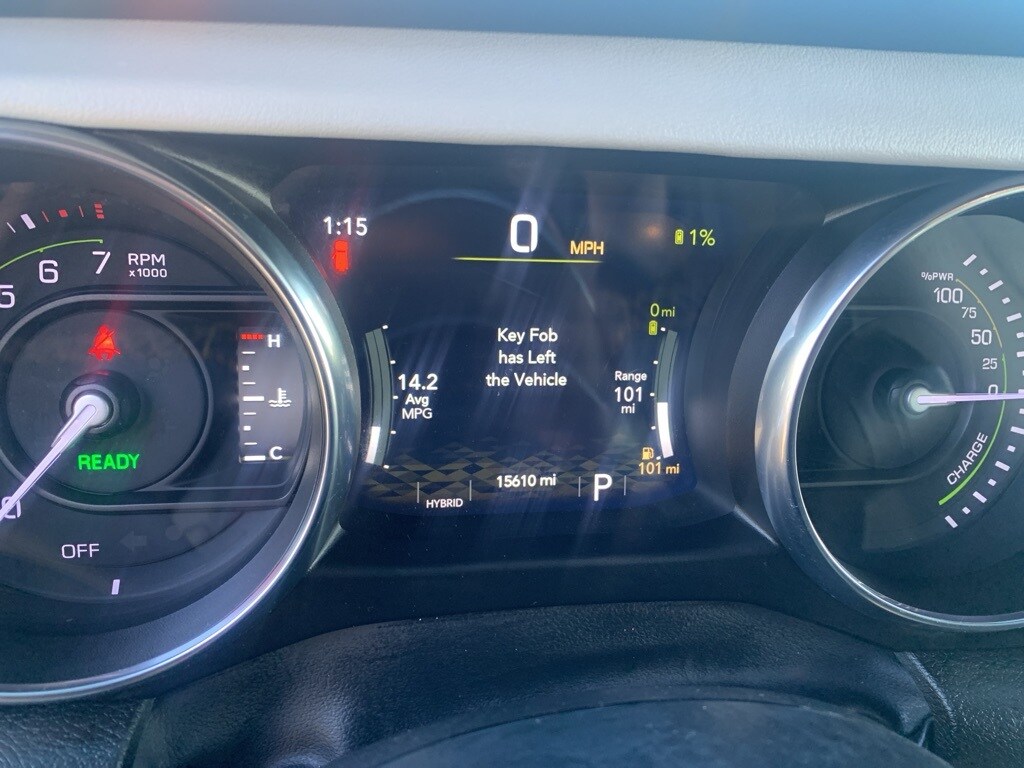 5 6 7
RPM
x1000
H
C
READY
0
OFF
1:15
0
MPH
1%
Key Fob
has Left
the Vehicle
14.2
Avg
MPG
0 mi
Range
101
mi
101 mi
HYBRID
15610 mi
P
%PWR
100
75
50
25
0
CHARGE